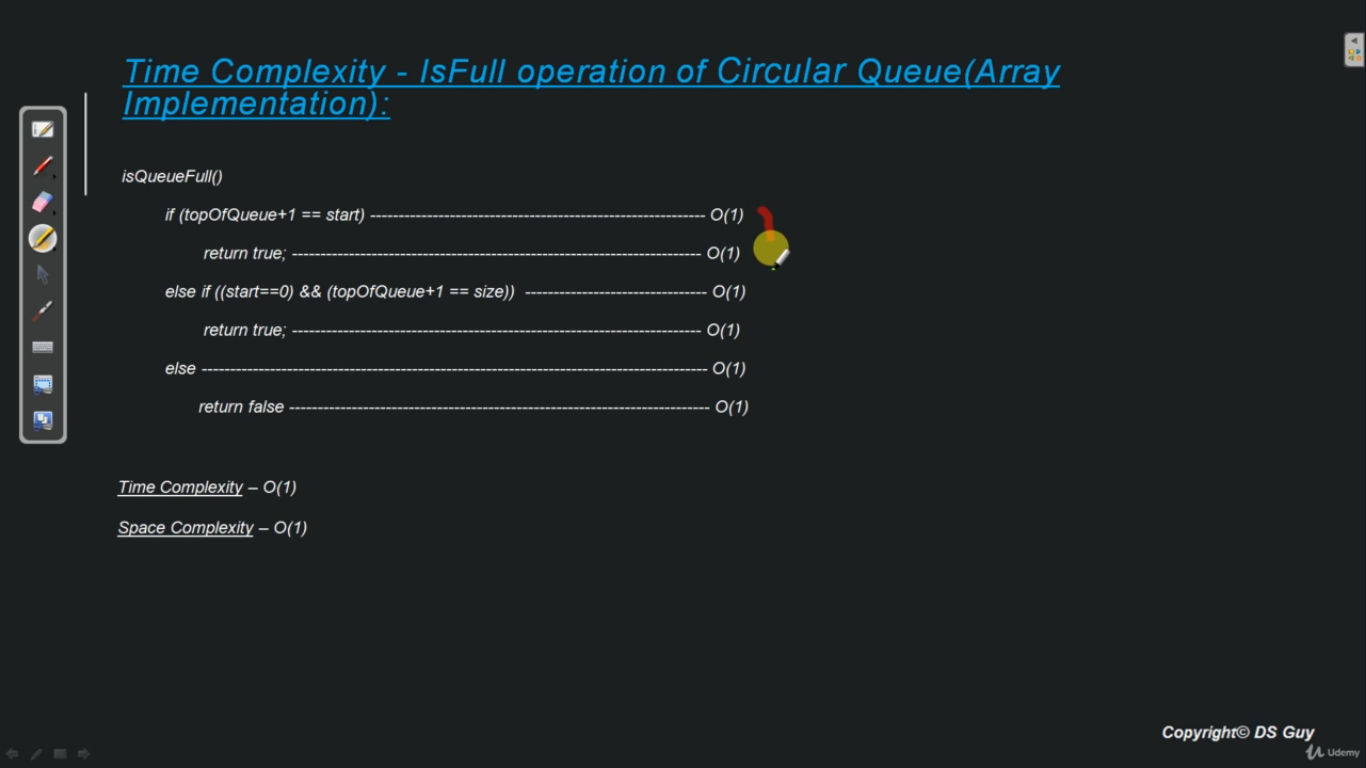 Time Complexity - IsFull operation of Circular Queue(Array
Implementation):
isQueueFull()
if (topOfQueue+1 == start) ------------------------------------------------------------ O(1)
return true; ------------------------------------------------------------------------- O(1)
else if ((start==0) && (topOfQueue+1 == size)) -------------------------------- O(1)
return true; ------------------------------------------------------------------------- O(1)
else ------------------------------------------------------------------------------------------ O(1)
return false --------------------------------------------------------------------------- O(1)
Time Complexity – O(1)
Space Complexity – O(1)
Copyright© DS Guy
Udemy